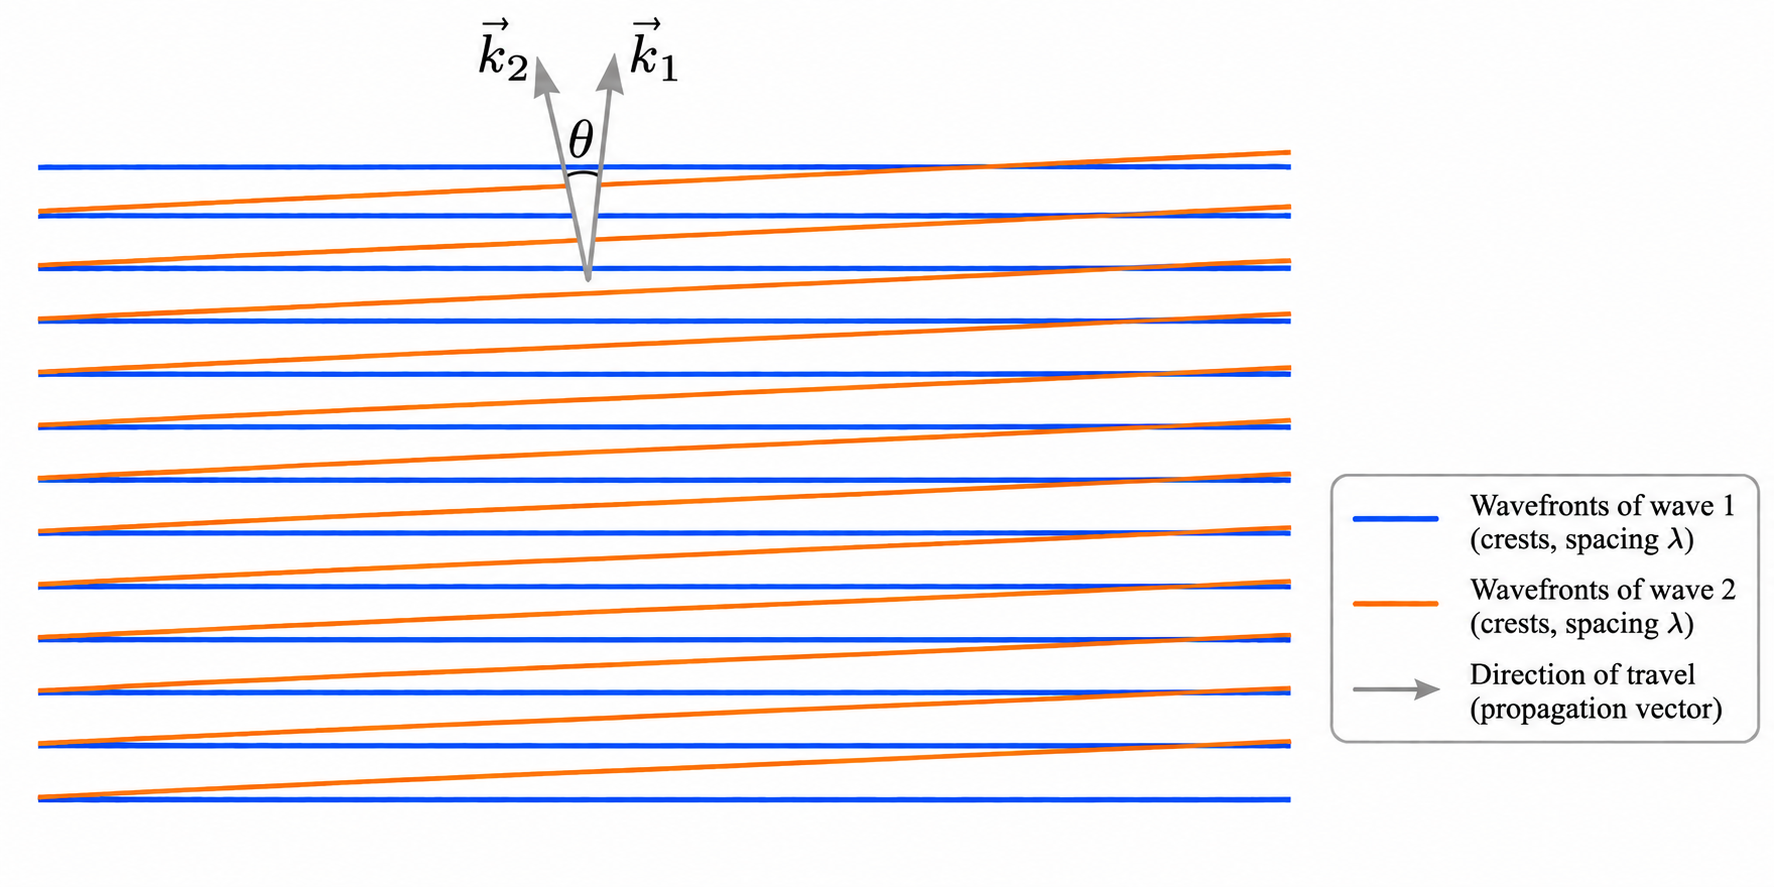 k⃗₂
k⃗₁
θ
Wavefronts of wave 1
(crests, spacing λ)
Wavefronts of wave 2
(crests, spacing λ)
Direction of travel
(propagation vector)